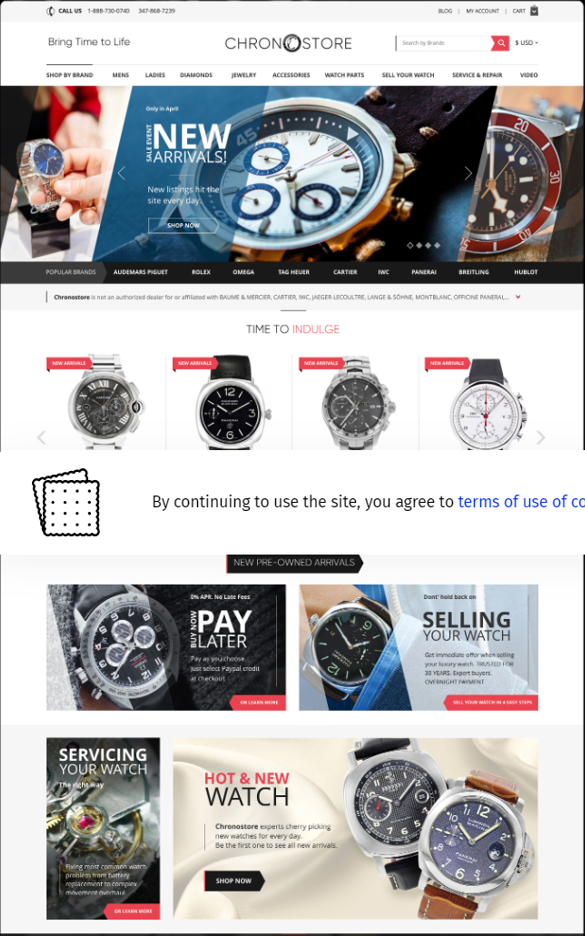 CALL US 1-888-730-0740 347-868-7239
BLOG | MY ACCOUNT | CART
Bring Time to Life
CHRONOSTORE
Search by Brands
$ USD
SHOP BY BRAND MENS LADIES DIAMONDS JEWELRY ACCESSORIES WATCH PARTS SELL YOUR WATCH SERVICE & REPAIR VIDEO
Only in April
SALE EVENT
NEW
ARRIVALS!
New listings hit the
site every day.
SHOP NOW
POPULAR BRANDS AUDEMARS PIGUET ROLEX OMEGA TAG HEUER CARTIER IWC PANERAI BREITLING HUBLOT
Chronostore is not an authorized dealer for or affiliated with BAUME & MERCIER, CARTIER, IWC, JAEGER-LECOULTRE, LANGE & SÖHNE, MONTBLANC, OFFICINE PANERAI,...
TIME TO INDULGE
NEW ARRIVALS NEW ARRIVALS NEW ARRIVALS NEW ARRIVALS
By continuing to use the site, you agree to terms of use of co
NEW PRE-OWNED ARRIVALS
0% APR. No Late Fees
BUY NOW
PAY
LATER
Pay as you choose,
just select Paypal credit
at checkout
OR LEARN MORE
Dont' hold back on
SELLING
YOUR WATCH
Get immediate offer when selling
your luxury watch. TRUSTED FOR
30 YEARS. Expert buyers.
OVERNIGHT PAYMENT
SELL YOUR WATCH IN 4 EASY STEPS
SERVICING
YOUR WATCH
The right way
Fixing most common watch
problem from battery
replacement to complex
movement overhaul
OR LEARN MORE
HOT & NEW
WATCH
Chronostore experts cherry picking
new watches for every day.
Be the first one to see all new arrivals.
SHOP NOW